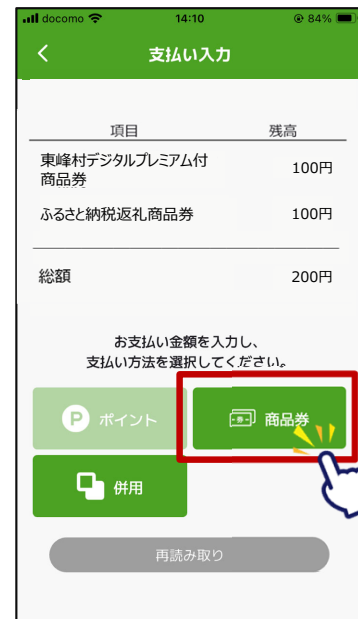 docomo 14:10 84%
支払い入力
項目 残高
東峰村デジタルプレミアム付
商品券 100円
ふるさと納税返礼商品券 100円
総額 200円
お支払い金額を入力し、
支払い方法を選択してください。
P ポイント 券 商品券
併用
再読み取り